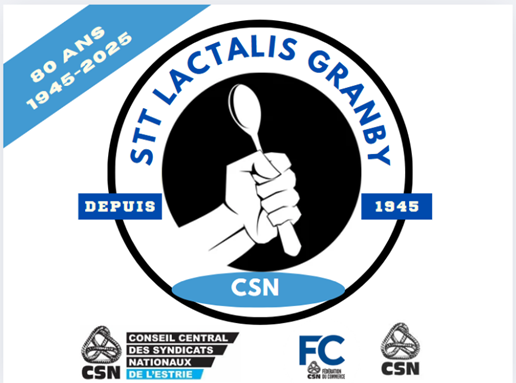 80 ANS
1945-2025
STT LACTALIS GRANBY
DEPUIS
1945
CSN
CSN
CONSEIL CENTRAL
DES SYNDICATS
NATIONAUX
DE L'ESTRIE
FC
CSN
FÉDÉRATION
DU COMMERCE
CSN